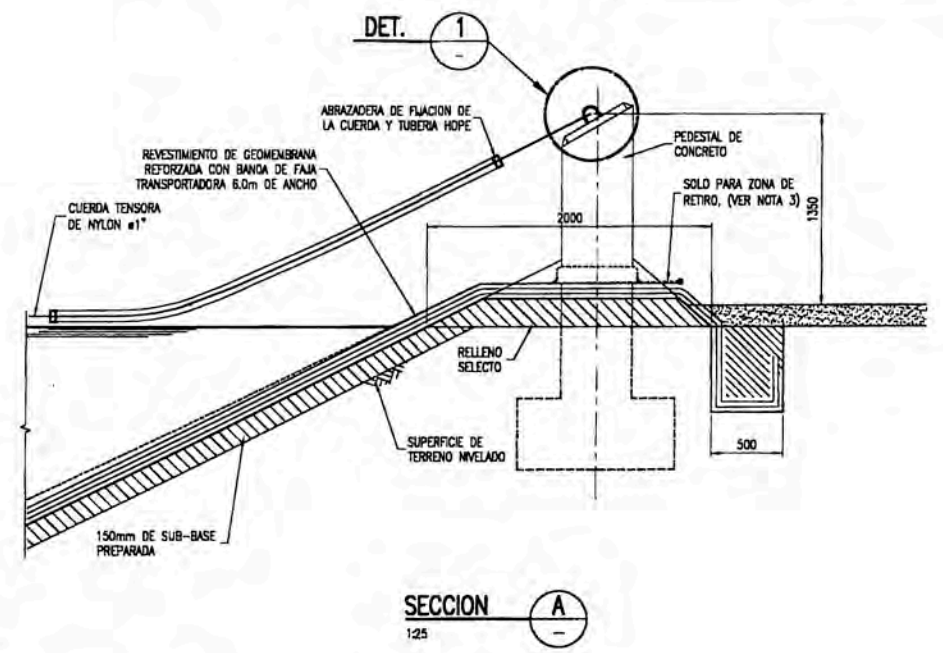 DET. 1
-
ABRAZADERA DE FIJACION DE
LA CUERDA Y TUBERIA HOPE
PEDESTAL DE
CONCRETO
REVESTIMIENTO DE GEOMEMBRANA
REFORZADA CON BANDA DE FAJA
TRANSPORTADORA 6.0m DE ANCHO
SOLO PARA ZONA DE
RETIRO, (VER NOTA 3)
1350
CUERDA TENSORA
DE NYLON ø1"
2000
RELLENO
SELECTO
SUPERFICIE DE
TERRENO NIVELADO
500
150mm DE SUB-BASE
PREPARADA
SECCION A
1:25 -